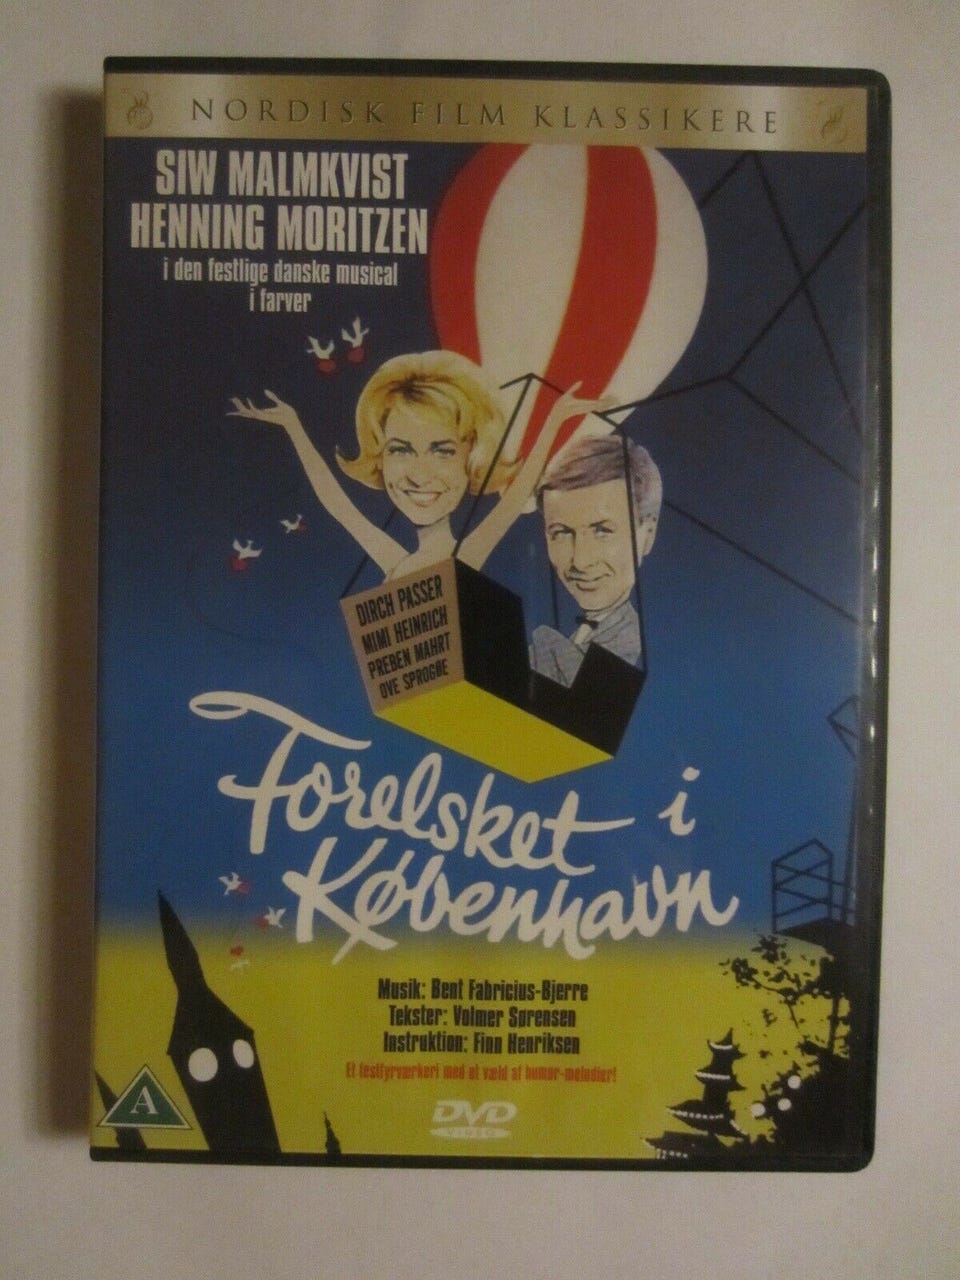 NORDISK FILM KLASSIKERE
SIW MALMKVIST
HENNING MORITZEN
i den festlige danske musical
i farver
DIRCH PASSER
MIMI HEINRICH
PREBEN MAHRT
OVE SPROGØE
Forelsket i
København
Musik: Bent Fabricius-Bjerre
Tekster: Volmer Sørensen
Instruktion: Finn Henriksen
Et festfyrværkeri med et væld af humør-melodier!
A
DVD
VIDEO